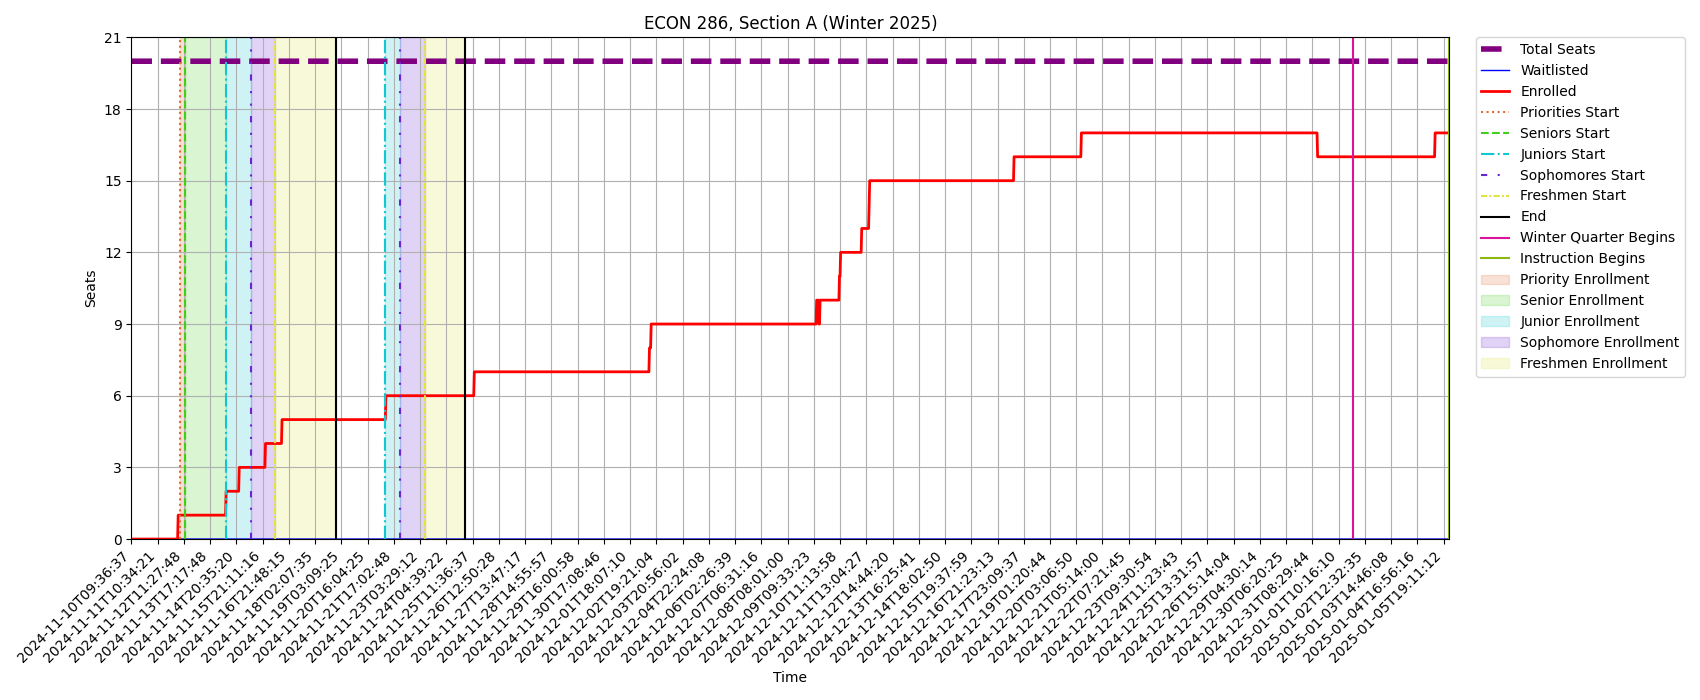 ECON 286, Section A (Winter 2025)
21
18
15
12
9
6
3
0
Seats
2024-11-10T09:36:37
2024-11-11T10:34:21
2024-11-12T11:27:48
2024-11-13T17:17:48
2024-11-14T20:35:20
2024-11-15T21:11:16
2024-11-16T21:48:15
2024-11-18T02:07:35
2024-11-19T03:09:25
2024-11-20T16:04:25
2024-11-21T17:02:48
2024-11-23T03:29:12
2024-11-24T04:39:22
2024-11-25T11:36:37
2024-11-26T12:50:28
2024-11-27T13:47:17
2024-11-28T14:55:57
2024-11-29T16:00:58
2024-11-30T17:08:46
2024-12-01T18:07:10
2024-12-02T19:21:04
2024-12-03T20:56:02
2024-12-04T22:24:08
2024-12-06T02:26:39
2024-12-07T06:31:16
2024-12-08T08:01:00
2024-12-09T09:33:23
2024-12-10T11:13:58
2024-12-11T13:04:27
2024-12-12T14:44:20
2024-12-13T16:25:41
2024-12-14T18:02:50
2024-12-15T19:37:59
2024-12-16T21:23:13
2024-12-17T23:09:37
2024-12-19T01:20:44
2024-12-20T03:06:50
2024-12-21T05:14:00
2024-12-22T07:21:45
2024-12-23T09:30:54
2024-12-24T11:23:43
2024-12-25T13:31:57
2024-12-26T15:14:04
2024-12-29T04:30:14
2024-12-30T06:20:25
2024-12-31T08:29:44
2025-01-01T10:16:10
2025-01-02T12:32:35
2025-01-03T14:46:08
2025-01-04T16:56:16
2025-01-05T19:11:12
Time
Total Seats
Waitlisted
Enrolled
Priorities Start
Seniors Start
Juniors Start
Sophomores Start
Freshmen Start
End
Winter Quarter Begins
Instruction Begins
Priority Enrollment
Senior Enrollment
Junior Enrollment
Sophomore Enrollment
Freshmen Enrollment